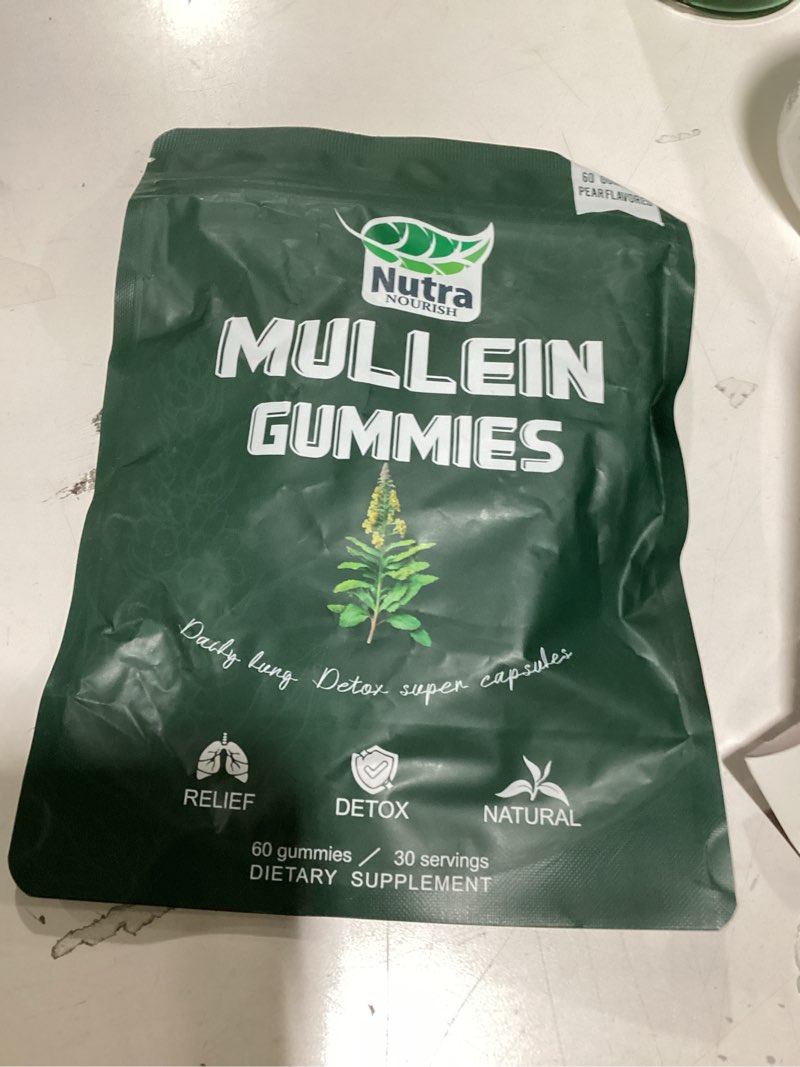 60
PEAR FLAVORED
Nutra
NOURISH
MULLEIN
GUMMIES
Daily lung Detox super capsules
RELIEF
DETOX
NATURAL
60 gummies / 30 servings
DIETARY SUPPLEMENT